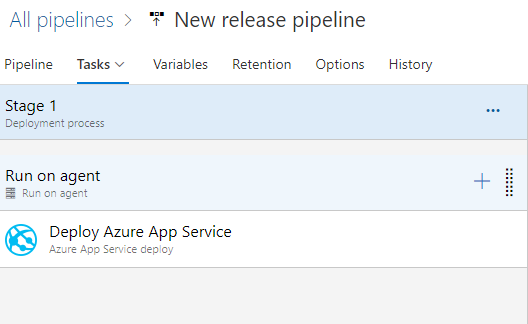 All pipelines > New release pipeline
Pipeline Tasks Variables Retention Options History
Stage 1
Deployment process
Run on agent
Run on agent
Deploy Azure App Service
Azure App Service deploy